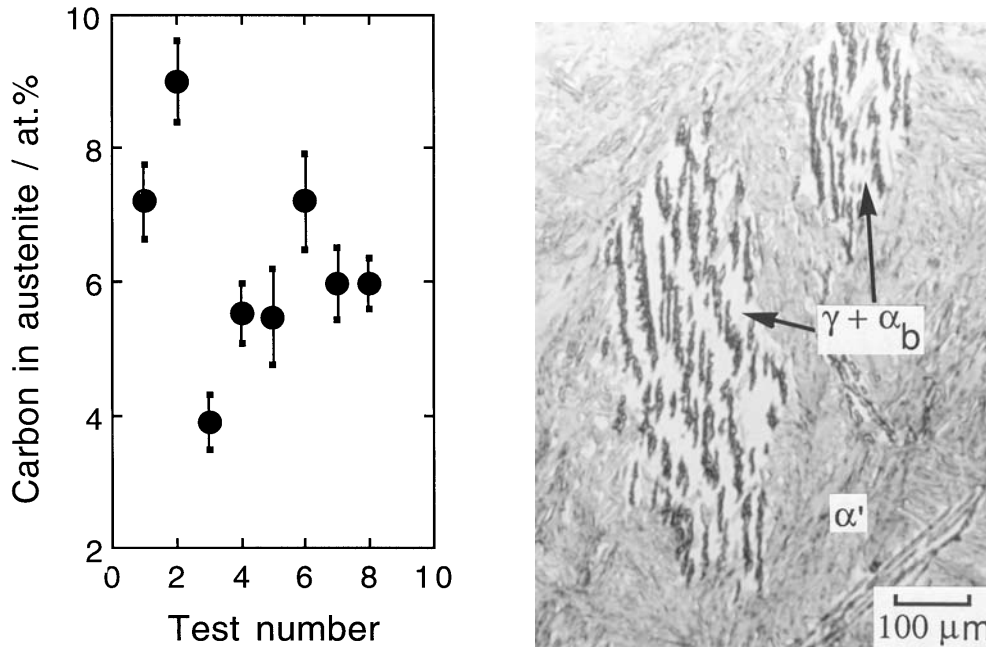 Carbon in austenite / at.%
10
8
6
4
2
0 2 4 6 8 10
Test number
γ + αb
α'
100 μm